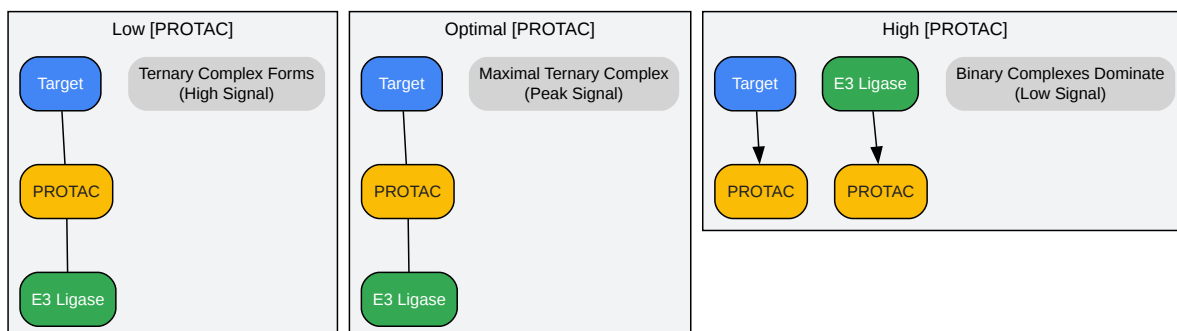 Low [PROTAC]
Target
Ternary Complex Forms
(High Signal)
PROTAC
E3 Ligase
Optimal [PROTAC]
Target
Maximal Ternary Complex
(Peak Signal)
PROTAC
E3 Ligase
High [PROTAC]
Target
E3 Ligase
Binary Complexes Dominate
(Low Signal)
PROTAC
PROTAC